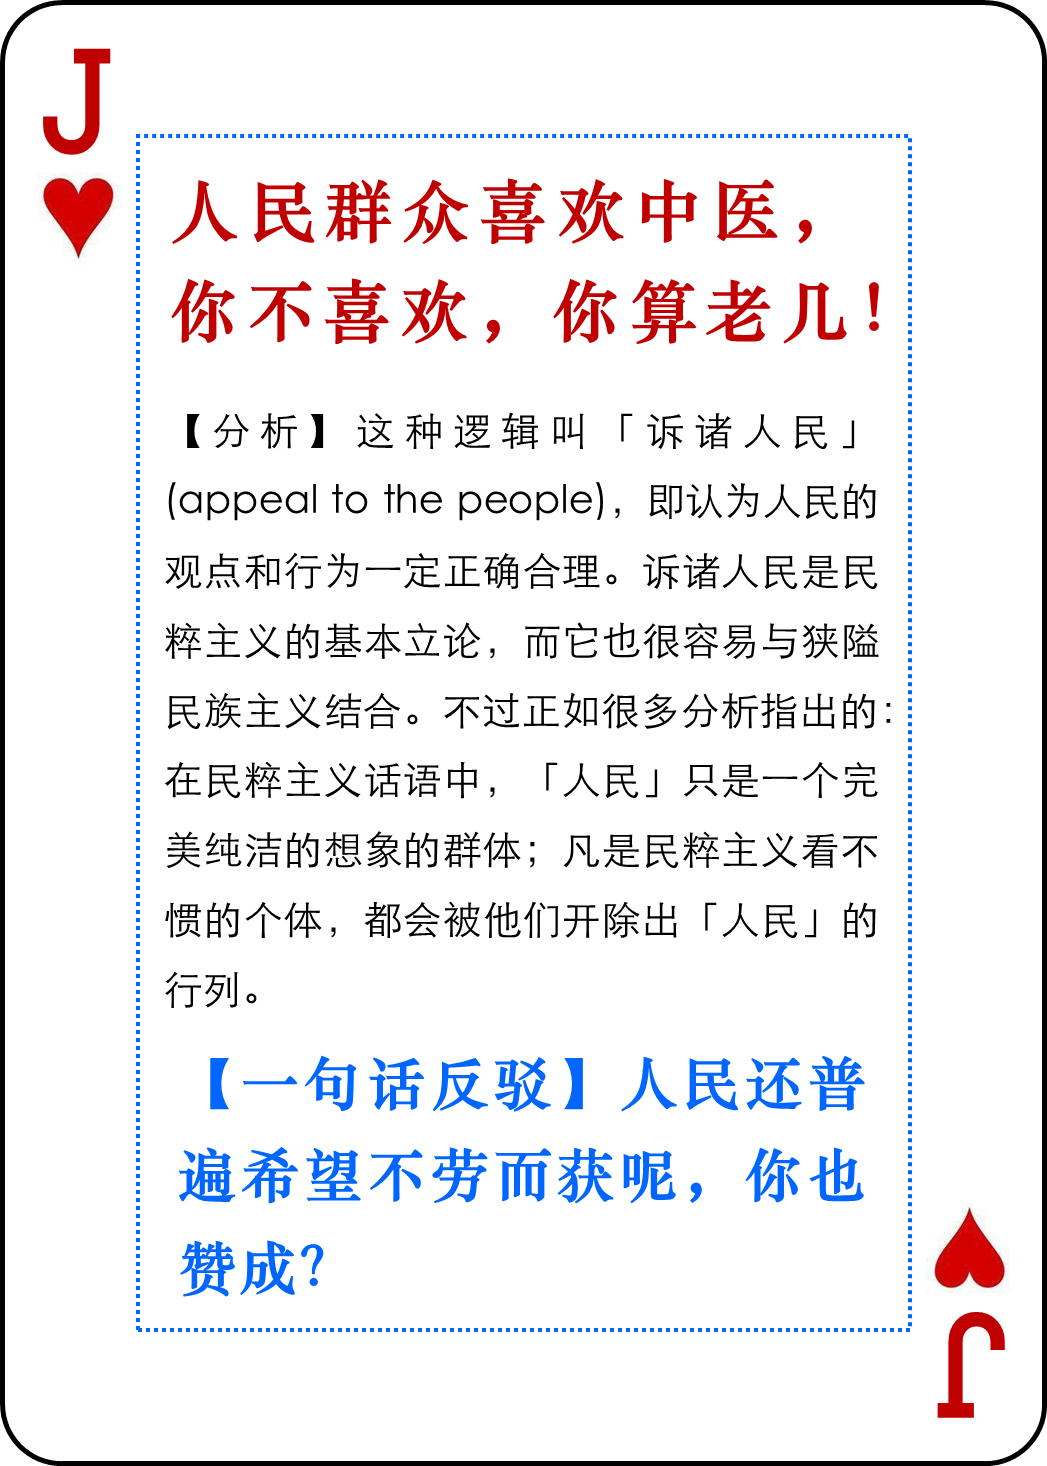 J
人民群众喜欢中医，
你不喜欢，你算老几！
【分析】这种逻辑叫「诉诸人民」
(appeal to the people)，即认为人民的
观点和行为一定正确合理。诉诸人民是民
粹主义的基本立论，而它也很容易与狭隘
民族主义结合。不过正如很多分析指出的：
在民粹主义话语中，「人民」只是一个完
美纯洁的想象的群体；凡是民粹主义看不
惯的个体，都会被他们开除出「人民」的
行列。
【一句话反驳】人民还普
遍希望不劳而获呢，你也
赞成？
J